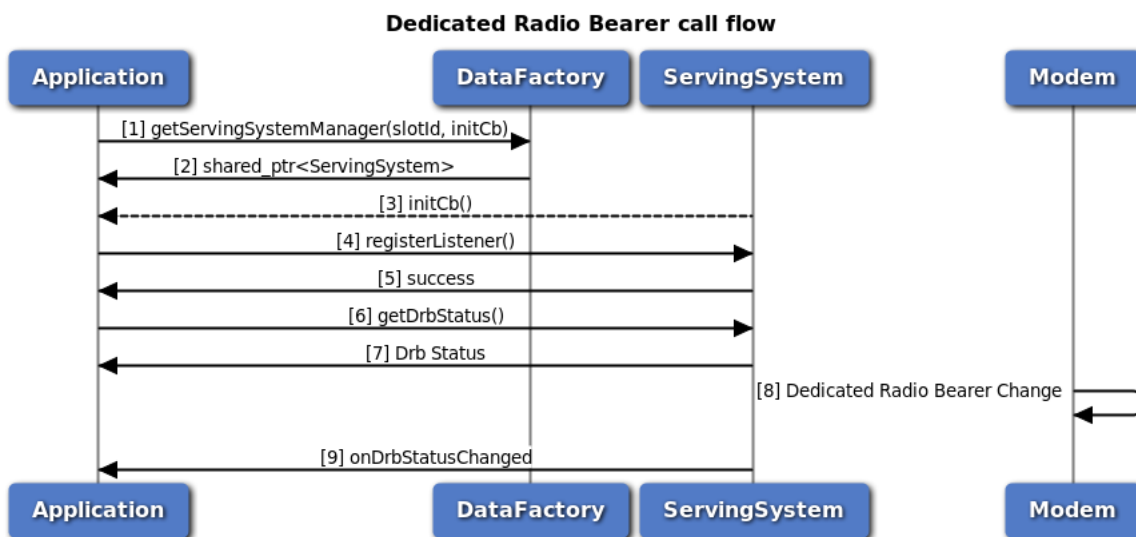 Dedicated Radio Bearer call flow
Application DataFactory ServingSystem Modem
[1] getServingSystemManager(slotId, initCb)
[2] shared_ptr<ServingSystem>
[3] initCb()
[4] registerListener()
[5] success
[6] getDrbStatus()
[7] Drb Status
[8] Dedicated Radio Bearer Change
[9] onDrbStatusChanged
Application DataFactory ServingSystem Modem